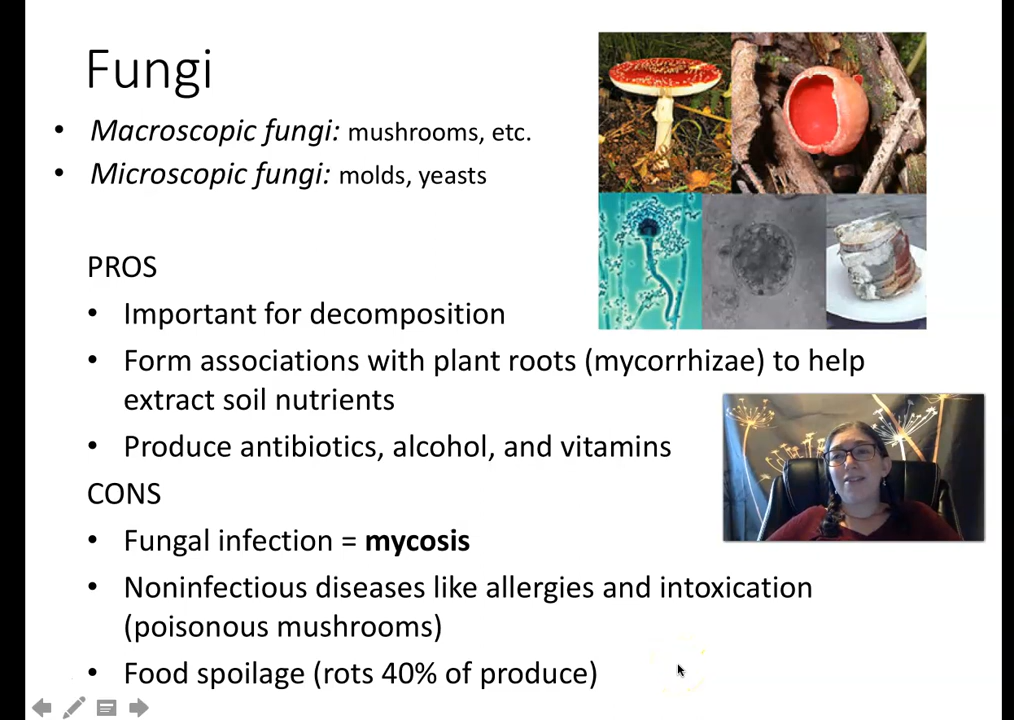 Fungi
• Macroscopic fungi: mushrooms, etc.
• Microscopic fungi: molds, yeasts
PROS
• Important for decomposition
• Form associations with plant roots (mycorrhizae) to help
extract soil nutrients
• Produce antibiotics, alcohol, and vitamins
CONS
• Fungal infection = mycosis
• Noninfectious diseases like allergies and intoxication
(poisonous mushrooms)
• Food spoilage (rots 40% of produce)